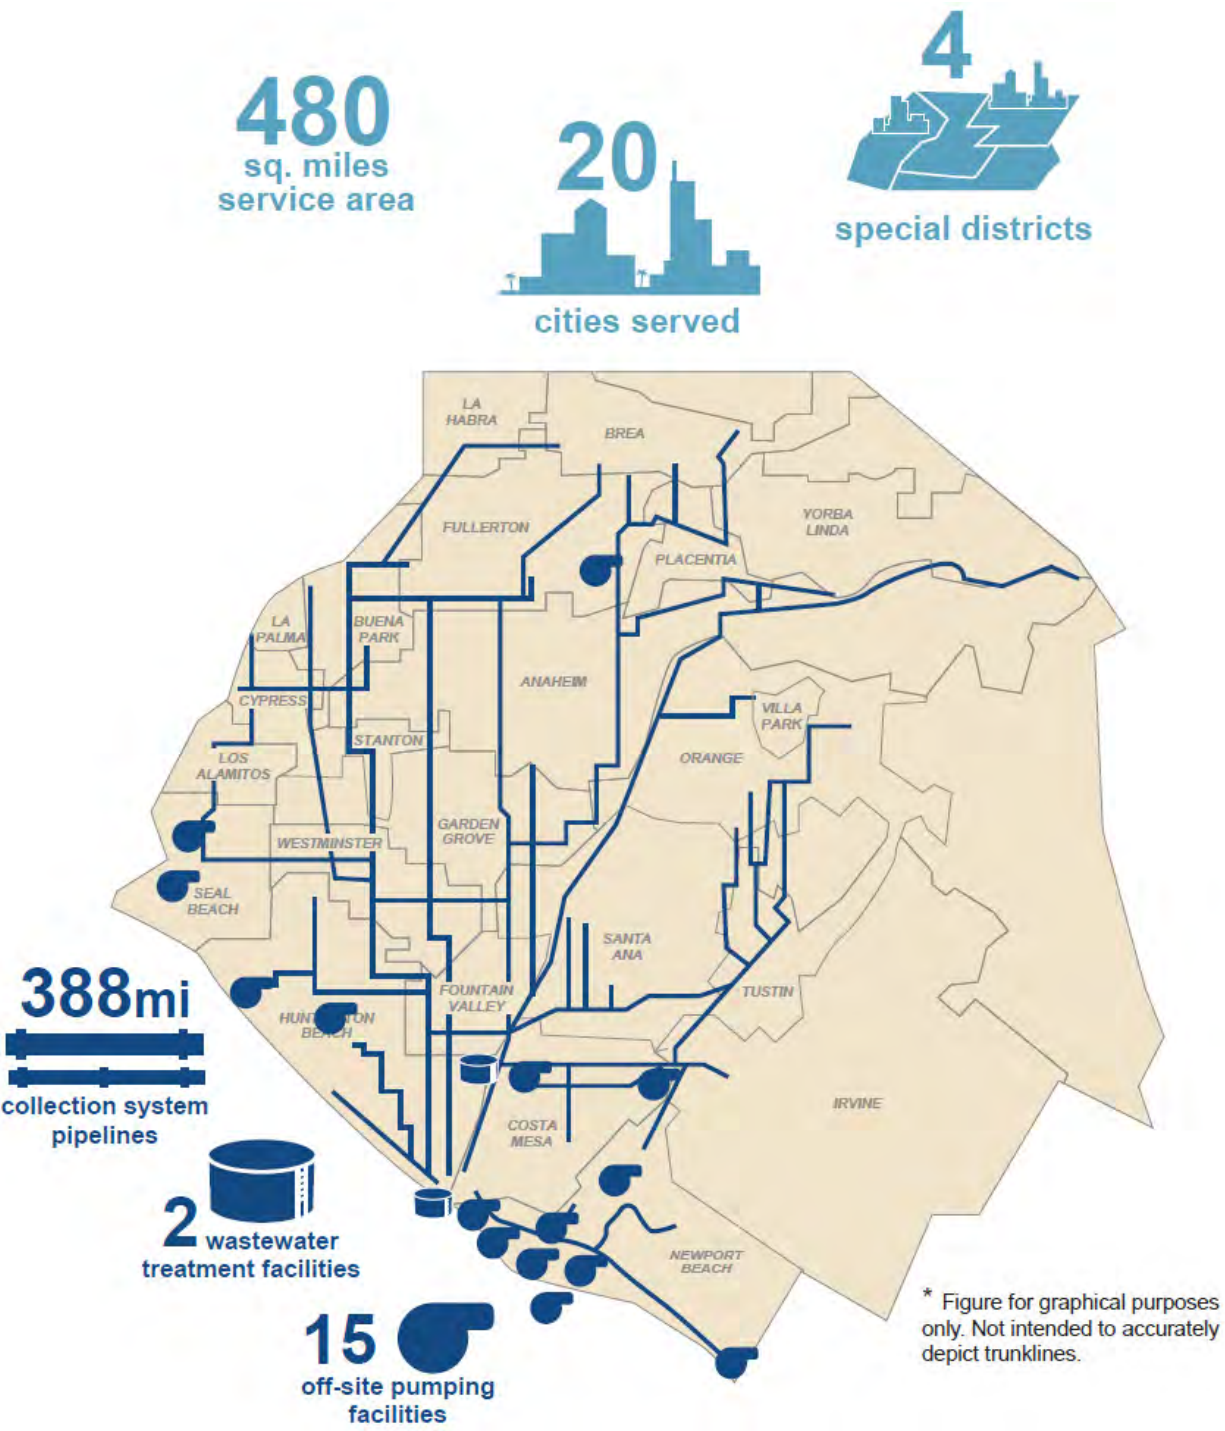 4
special districts
480
sq. miles
service area
20
cities served
LA
HABRA
BREA
FULLERTON
YORBA
LINDA
PLACENTIA
LA
PALMA
BUENA
PARK
ANAHEIM
CYPRESS
VILLA
PARK
STANTON
ORANGE
LOS
ALAMITOS
GARDEN
GROVE
WESTMINSTER
SEAL
BEACH
SANTA
ANA
FOUNTAIN
VALLEY
TUSTIN
388mi
collection system
pipelines
BEACH
COSTA
MESA
IRVINE
NEWPORT
BEACH
2 wastewater
treatment facilities
15
off-site pumping
facilities
* Figure for graphical purposes
only. Not intended to accurately
depict trunklines.